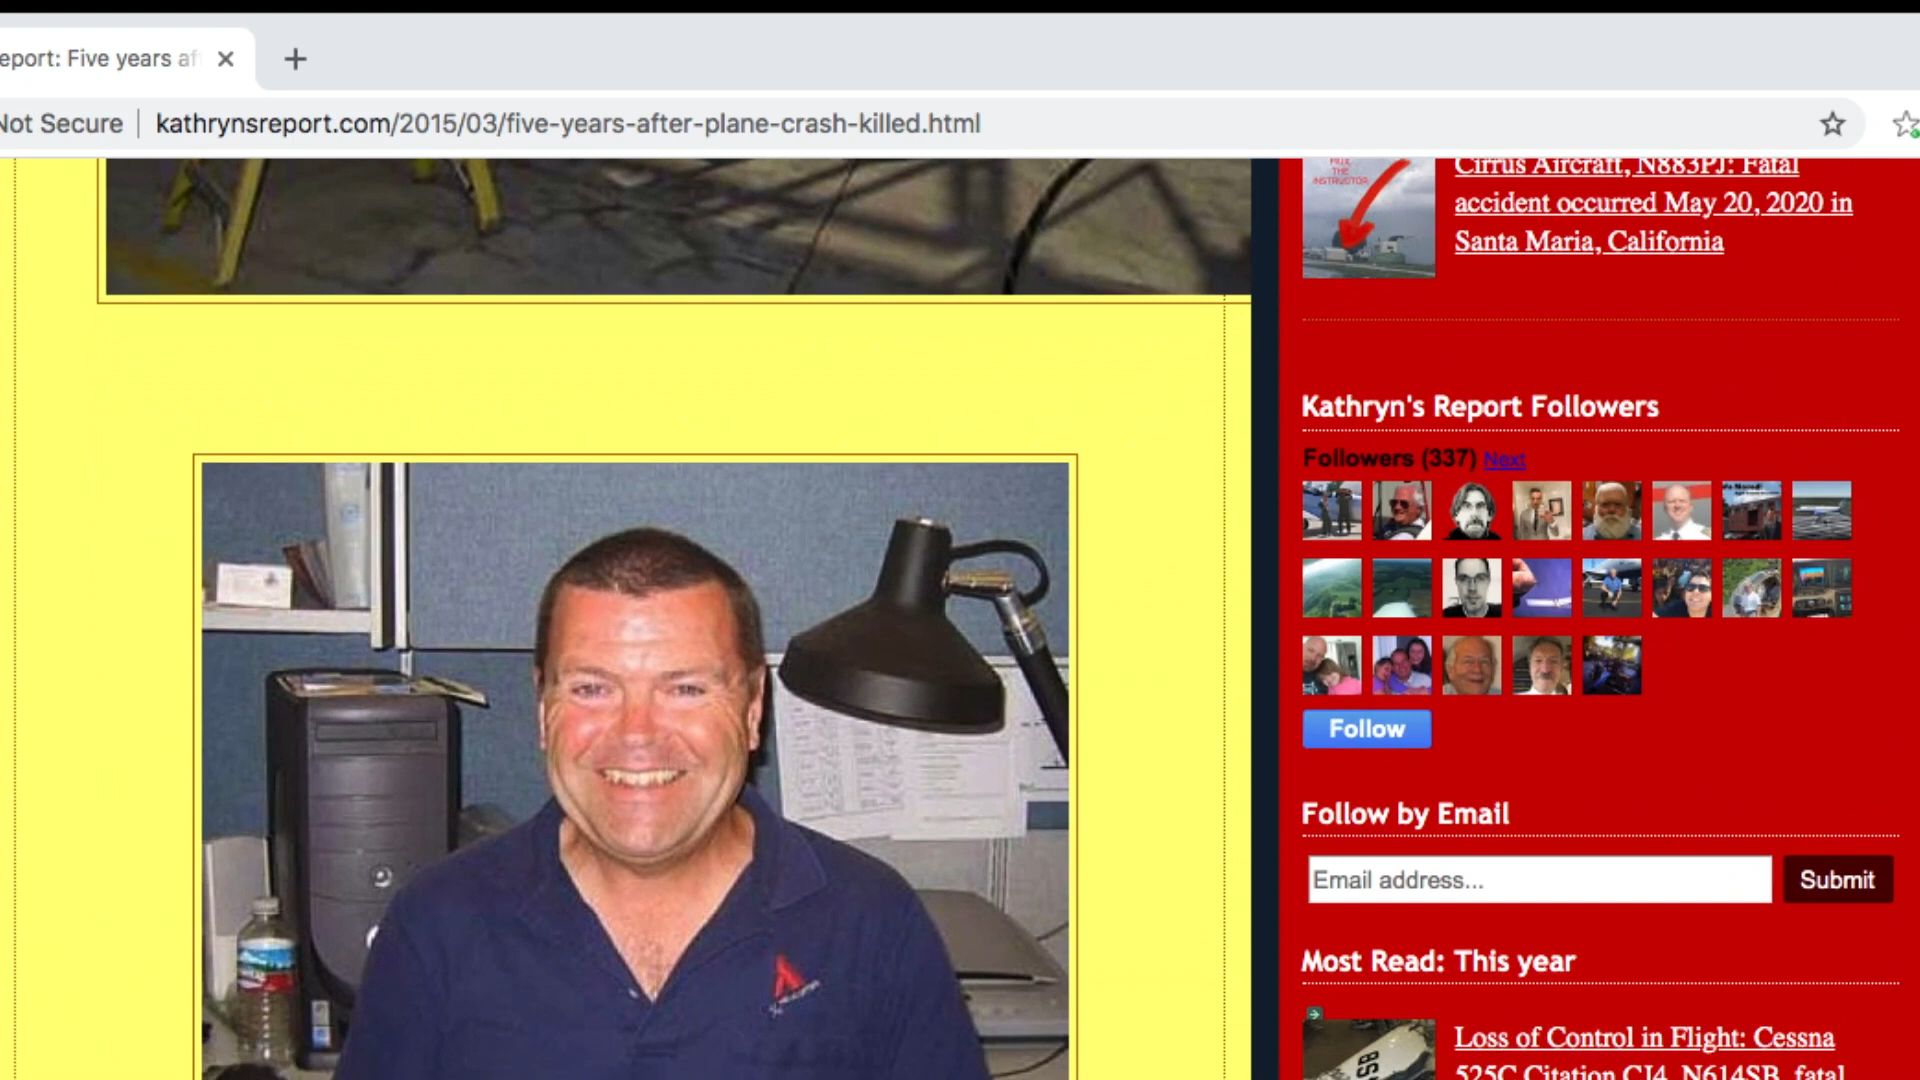 eport: Five years af
Not Secure
kathrynsreport.com/2015/03/five-years-after-plane-crash-killed.html
THE
INSTRUCTOR
Cirrus Aircraft, N883PJ: Fatal
accident occurred May 20, 2020 in
Santa Maria, California
Kathryn's Report Followers
Followers (337) Next
Follow
Follow by Email
Email address...
Submit
Most Read: This year
Loss of Control in Flight: Cessna
525C Citation CJ4, N614SB, fatal